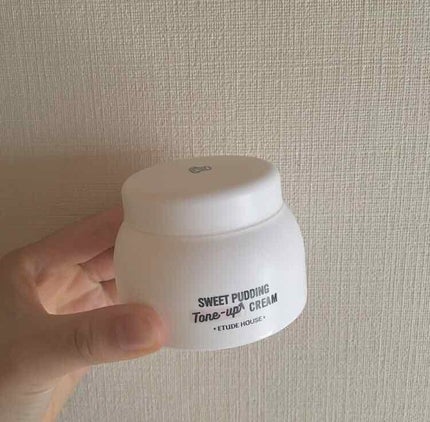 SWEET PUDDING
Tone-up CREAM
• ETUDE HOUSE •